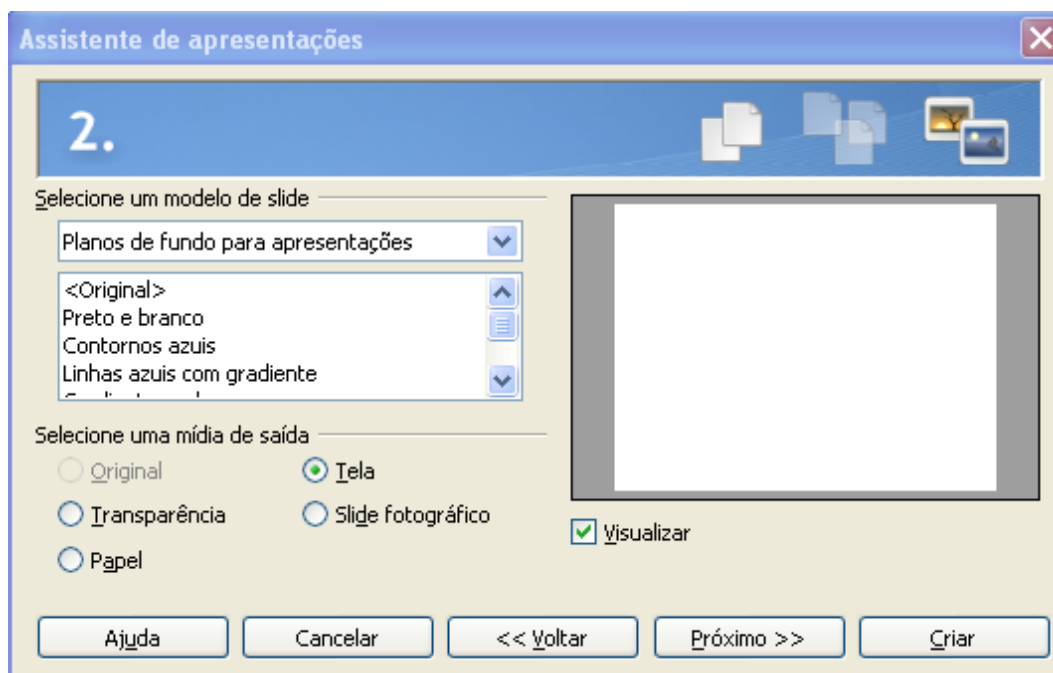 Assistente de apresentações
2.
Selecione um modelo de slide
Planos de fundo para apresentações
<Original>
Preto e branco
Contornos azuis
Linhas azuis com gradiente
Selecione uma mídia de saída
Original
Tela
Transparência
Slide fotográfico
Papel
Visualizar
Ajuda
Cancelar
<< Voltar
Próximo >>
Criar